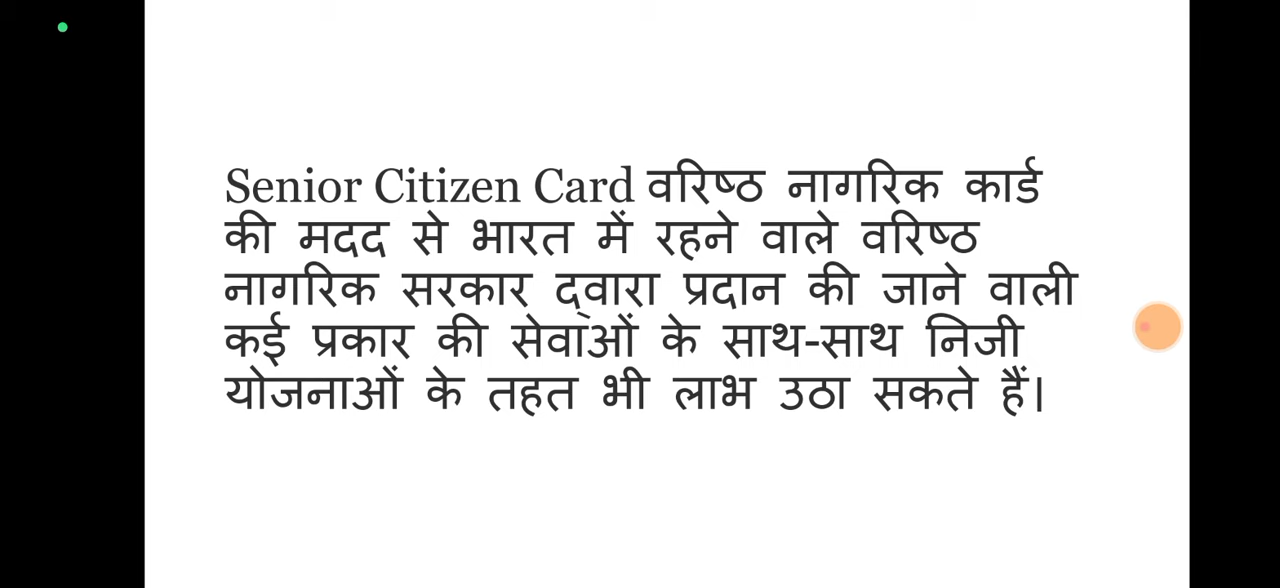 Senior Citizen Card वरिष्ठ नागरिक कार्ड
की मदद से भारत में रहने वाले वरिष्ठ
नागरिक सरकार द्वारा प्रदान की जाने वाली
कई प्रकार की सेवाओं के साथ-साथ निजी
योजनाओं के तहत भी लाभ उठा सकते हैं।